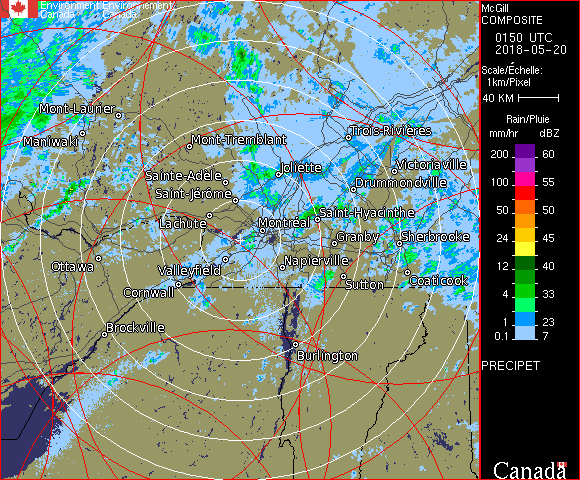 Environment Environnement
Canada Canada
McGill
COMPOSITE
0150 UTC
2018-05-20
Scale/Échelle:
1km/Pixel
40 KM
Rain/Pluie
mm/hr dBZ
200 60
100 55
50 50
24 45
12 40
4 33
1 23
0.1 7
PRECIPET
Canada
Mont-Laurier
Maniwaki
Mont-Tremblant
Trois-Rivières
Sainte-Adèle
Joliette
Victoriaville
Saint-Jérôme
Drummondville
Lachute
Montréal
Saint-Hyacinthe
Granby
Sherbrooke
Ottawa
Valleyfield
Napierville
Cornwall
Sutton
Coaticook
Brockville
Burlington